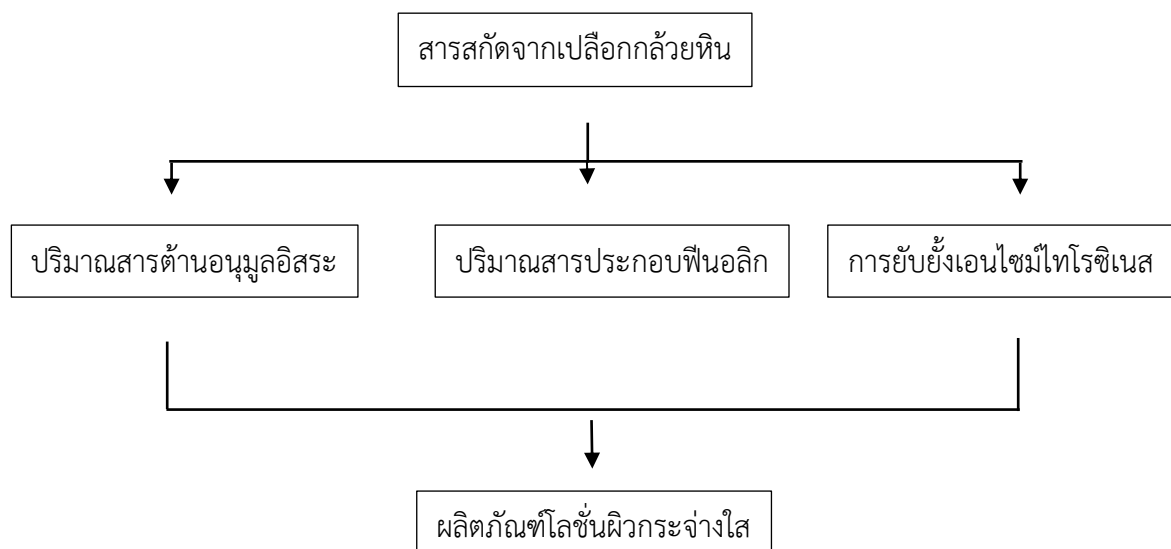 สารสกัดจากเปลือกกล้วยหิน
ปริมาณสารต้านอนุมูลอิสระ
ปริมาณสารประกอบฟีนอลิก
การยับยั้งเอนไซม์ไทโรซิเนส
ผลิตภัณฑ์โลชั่นผิวกระจ่างใส